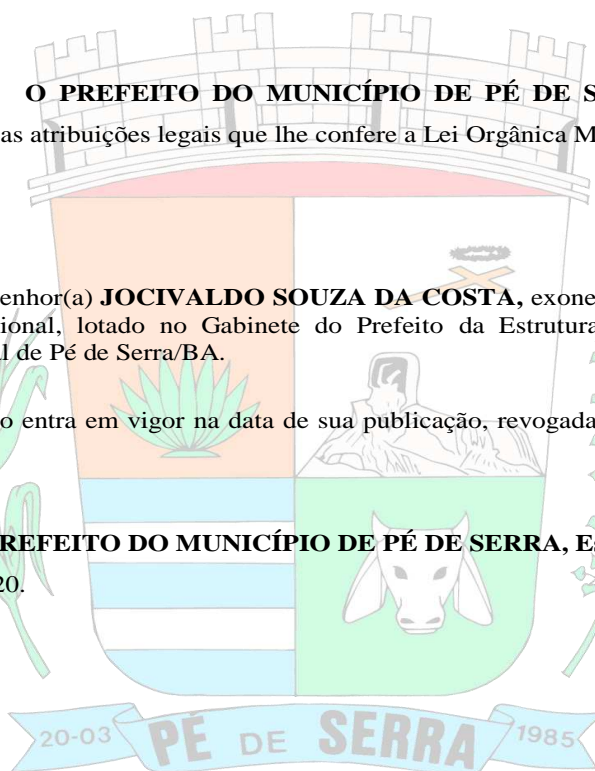 O PREFEITO DO MUNICÍPIO DE PÉ DE S
as atribuições legais que lhe confere a Lei Orgânica M
enhor(a) JOCIVALDO SOUZA DA COSTA, exone
ional, lotado no Gabinete do Prefeito da Estrutura
l de Pé de Serra/BA.
o entra em vigor na data de sua publicação, revogada
REFEITO DO MUNICÍPIO DE PÉ DE SERRA, Es
20.
20-03 PÉ DE SERRA 1985